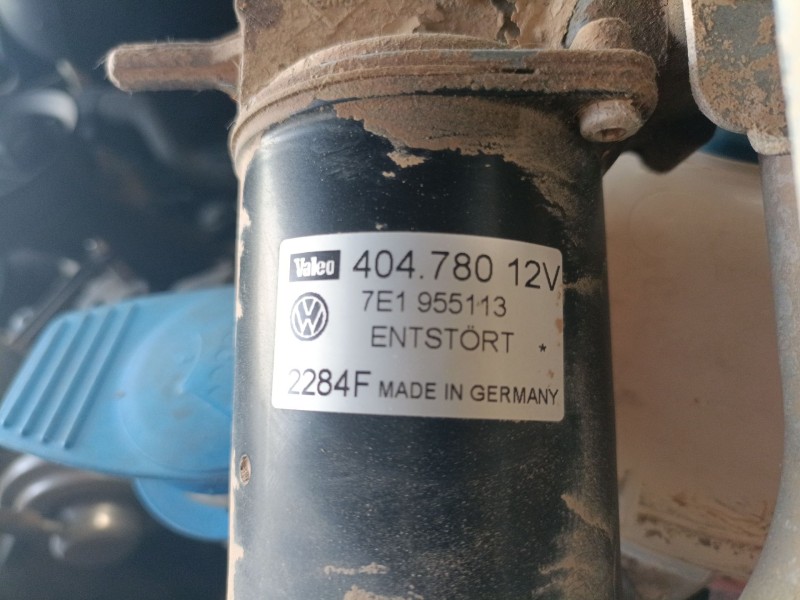 Valeo 404.780 12V
7E1 955113
ENTSTÖRT *
2284F MADE IN GERMANY